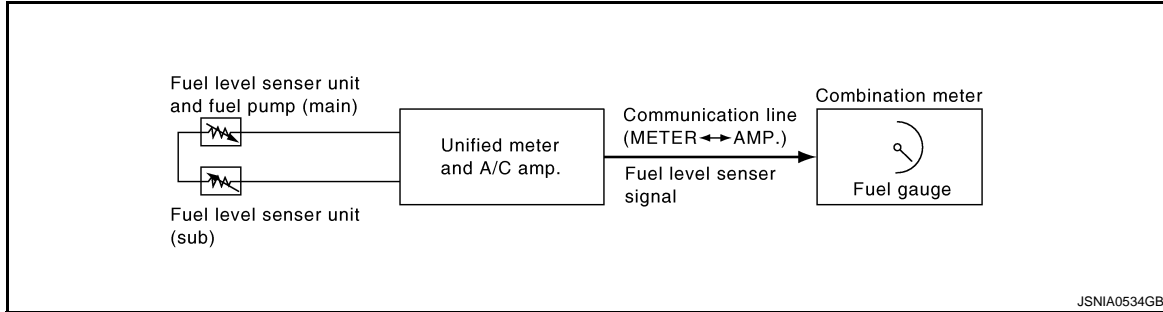 Fuel level senser unit
and fuel pump (main)
Fuel level senser unit
(sub)
Unified meter
and A/C amp.
Communication line
(METER↔AMP.)
Fuel level senser
signal
Combination meter
Fuel gauge
JSNIA0534GB